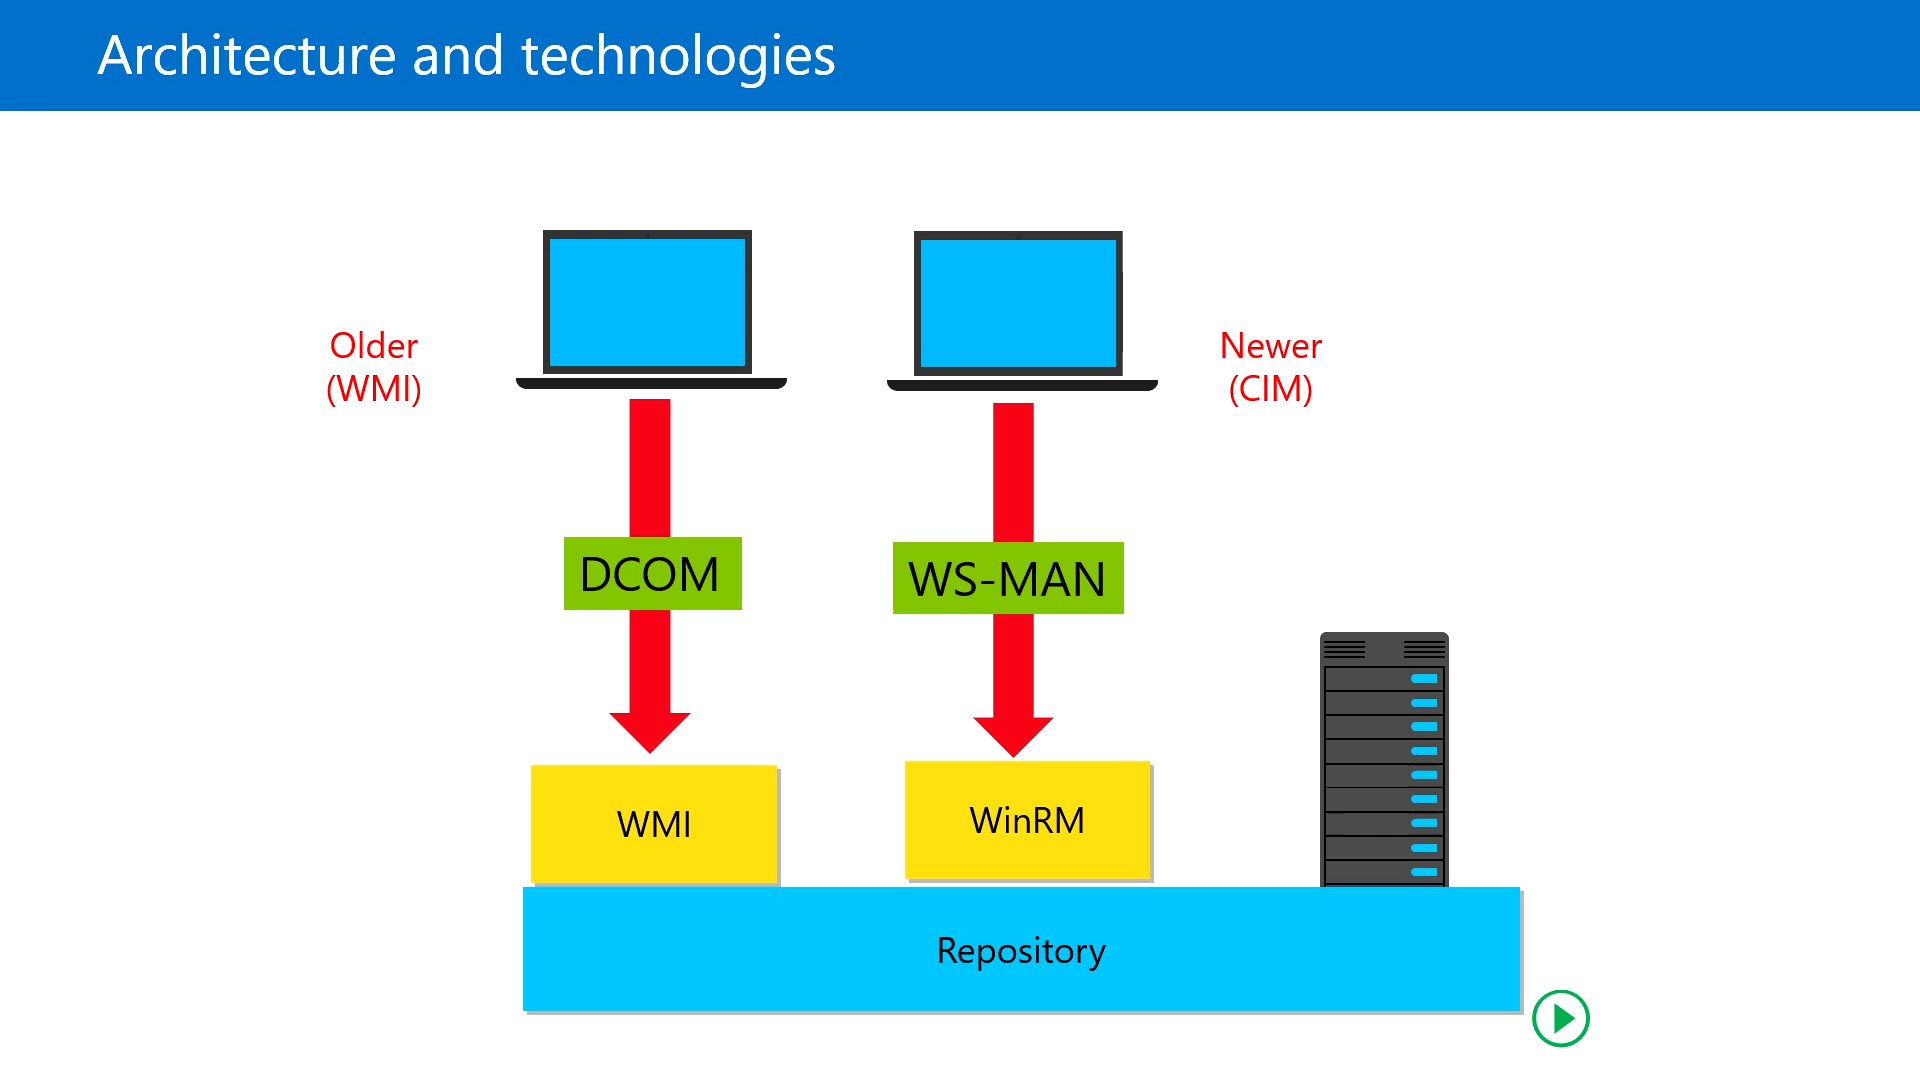 Architecture and technologies
Older
(WMI)
Newer
(CIM)
DCOM
WS-MAN
WMI
WinRM
Repository